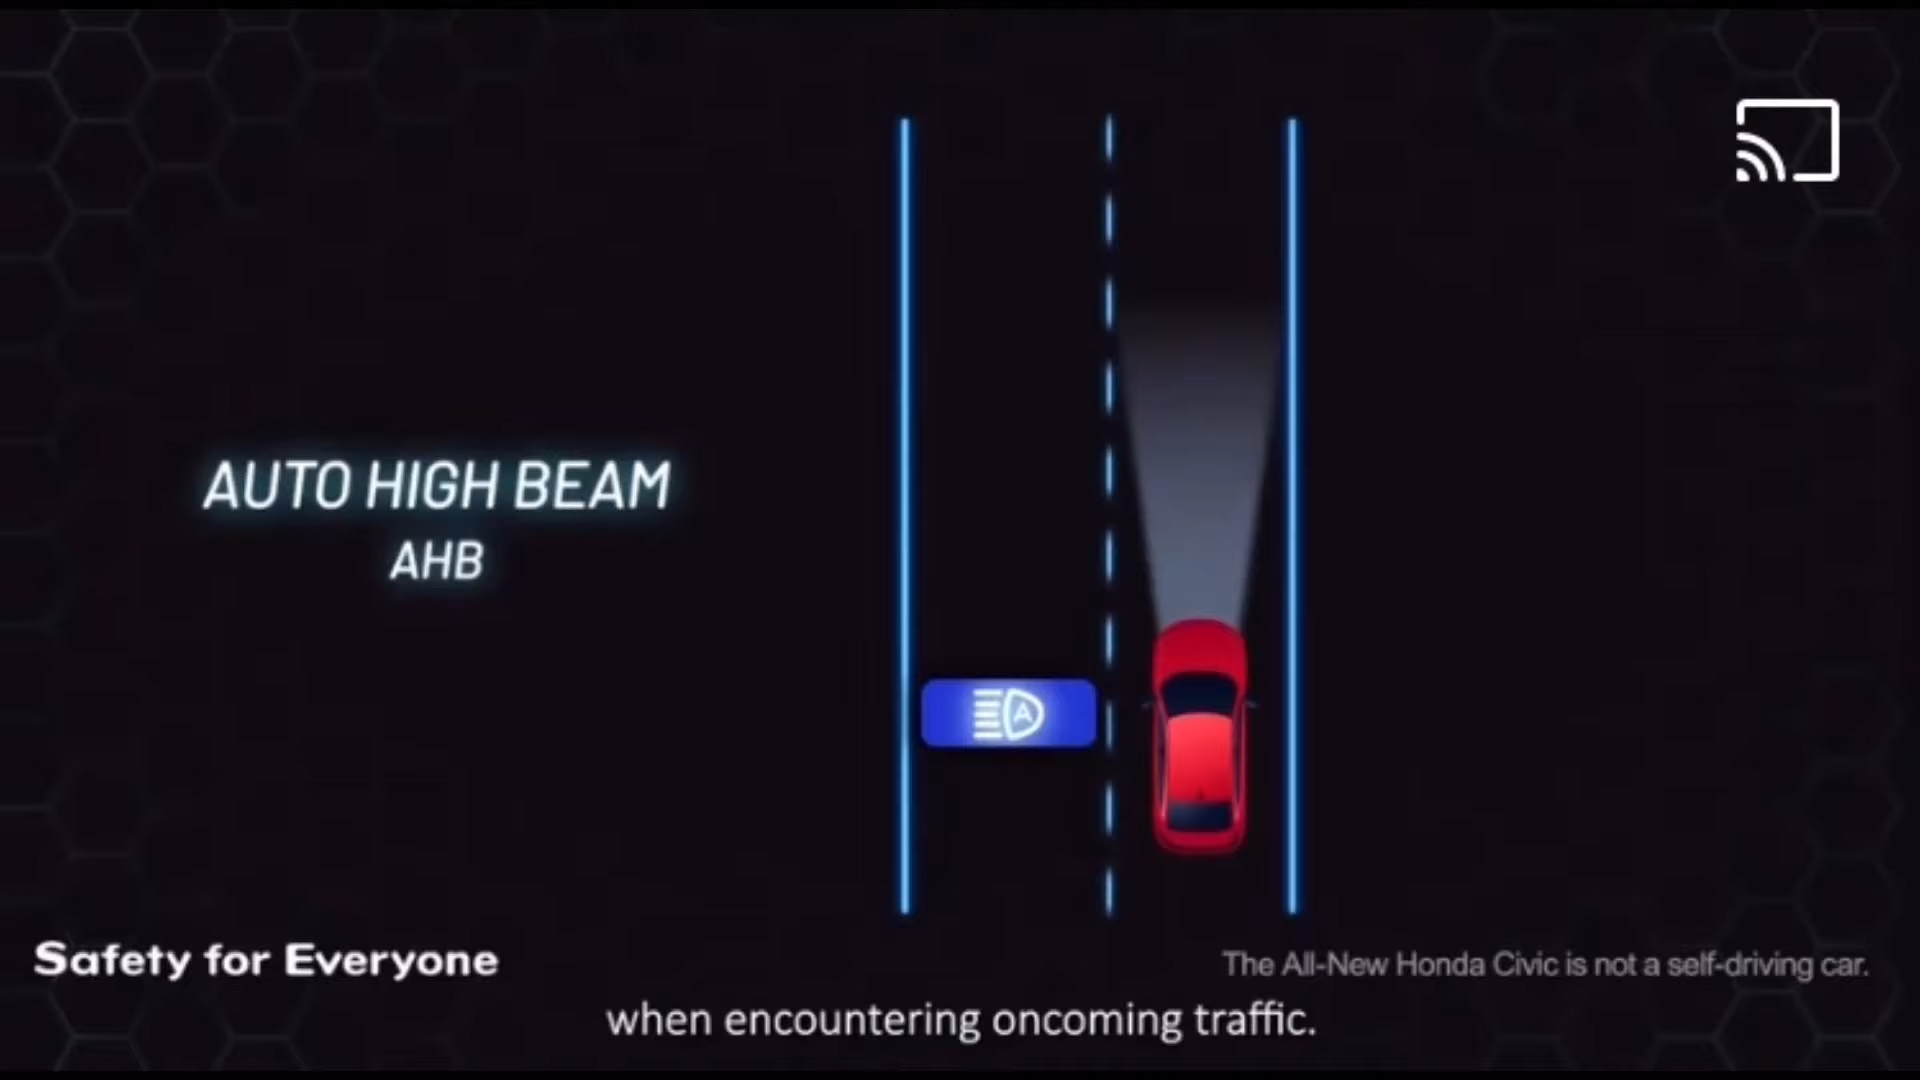 AUTO HIGH BEAM
AHB
A
Safety for Everyone
The All-New Honda Civic is not a self-driving car.
when encountering oncoming traffic.